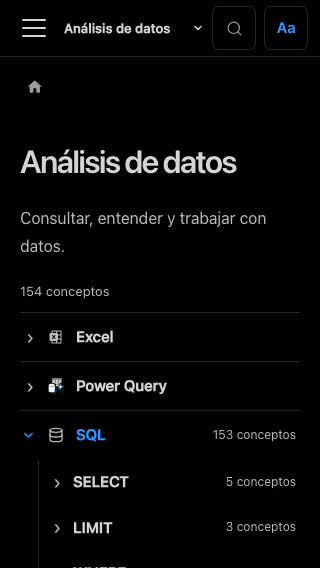 Análisis de datos
Aa
Análisis de datos
Consultar, entender y trabajar con
datos.
154 conceptos
Excel
Power Query
SQL 153 conceptos
SELECT 5 conceptos
LIMIT 3 conceptos